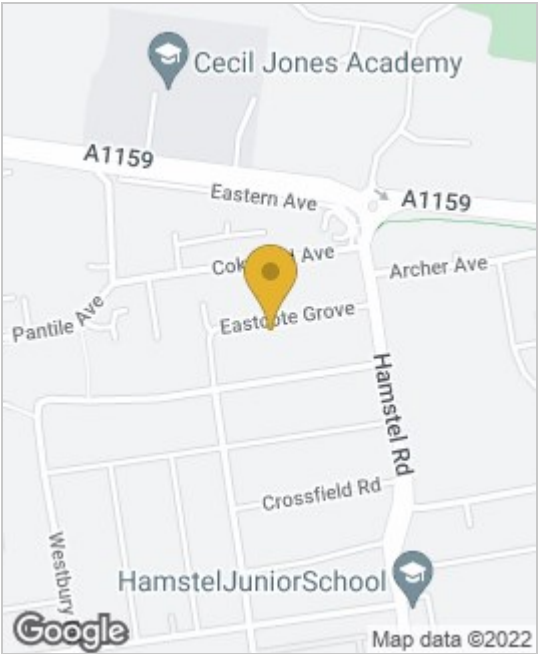 Cecil Jones Academy
A1159
Eastern Ave
A1159
Ave
Archer Ave
Pantile Ave
Eastcote Grove
Hamstel Rd
Crossfield Rd
Westbury
HamstelJuniorSchool
Google
Map data ©2022